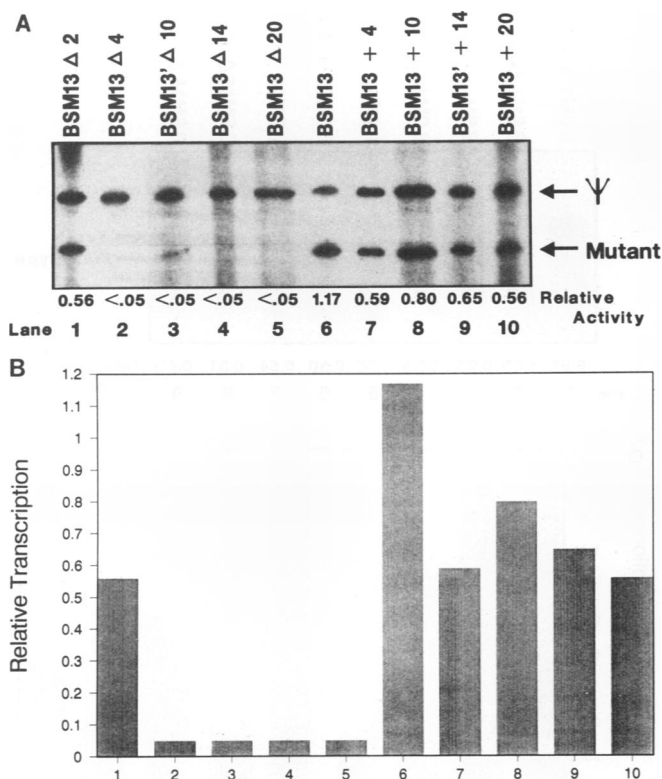 A
BSM13 Δ 2
BSM13 Δ 4
BSM13' Δ 10
BSM13 Δ 14
BSM13 Δ 20
BSM13
BSM13 + 4
BSM13 + 10
BSM13' + 14
BSM13 + 20
Ψ
Mutant
0.56 <.05 <.05 <.05 <.05 1.17 0.59 0.80 0.65 0.56 Relative
Activity
Lane 1 2 3 4 5 6 7 8 9 10
B
Relative Transcription
1.2
1.1
1
0.9
0.8
0.7
0.6
0.5
0.4
0.3
0.2
0.1
0
1 2 3 4 5 6 7 8 9 10